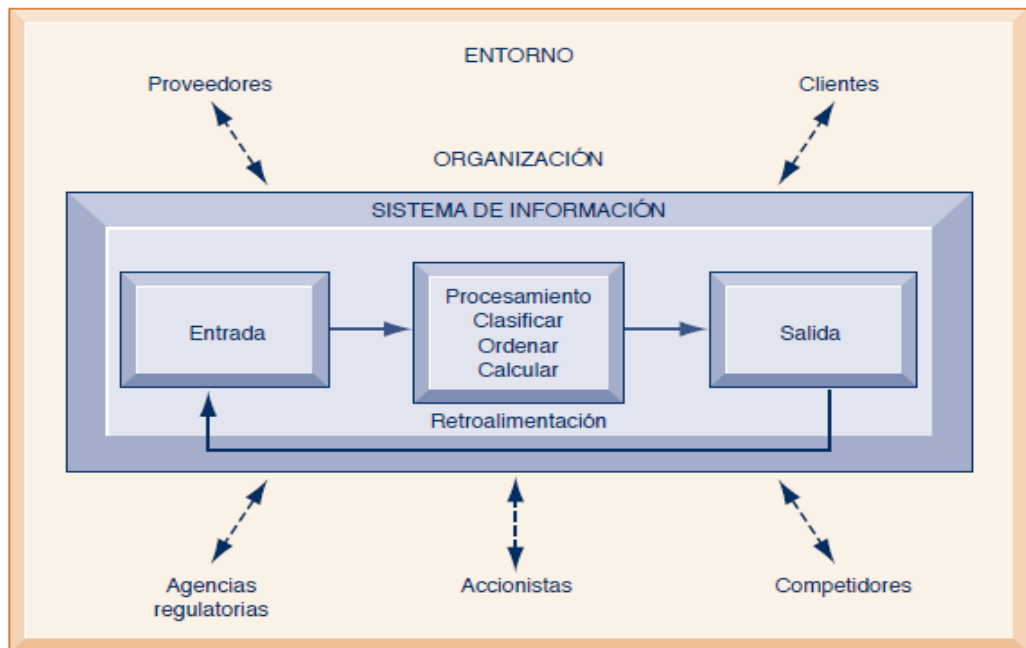 ENTORNO
Proveedores
Clientes
ORGANIZACIÓN
SISTEMA DE INFORMACIÓN
Entrada
Procesamiento
Clasificar
Ordenar
Calcular
Salida
Retroalimentación
Agencias
regulatorias
Accionistas
Competidores